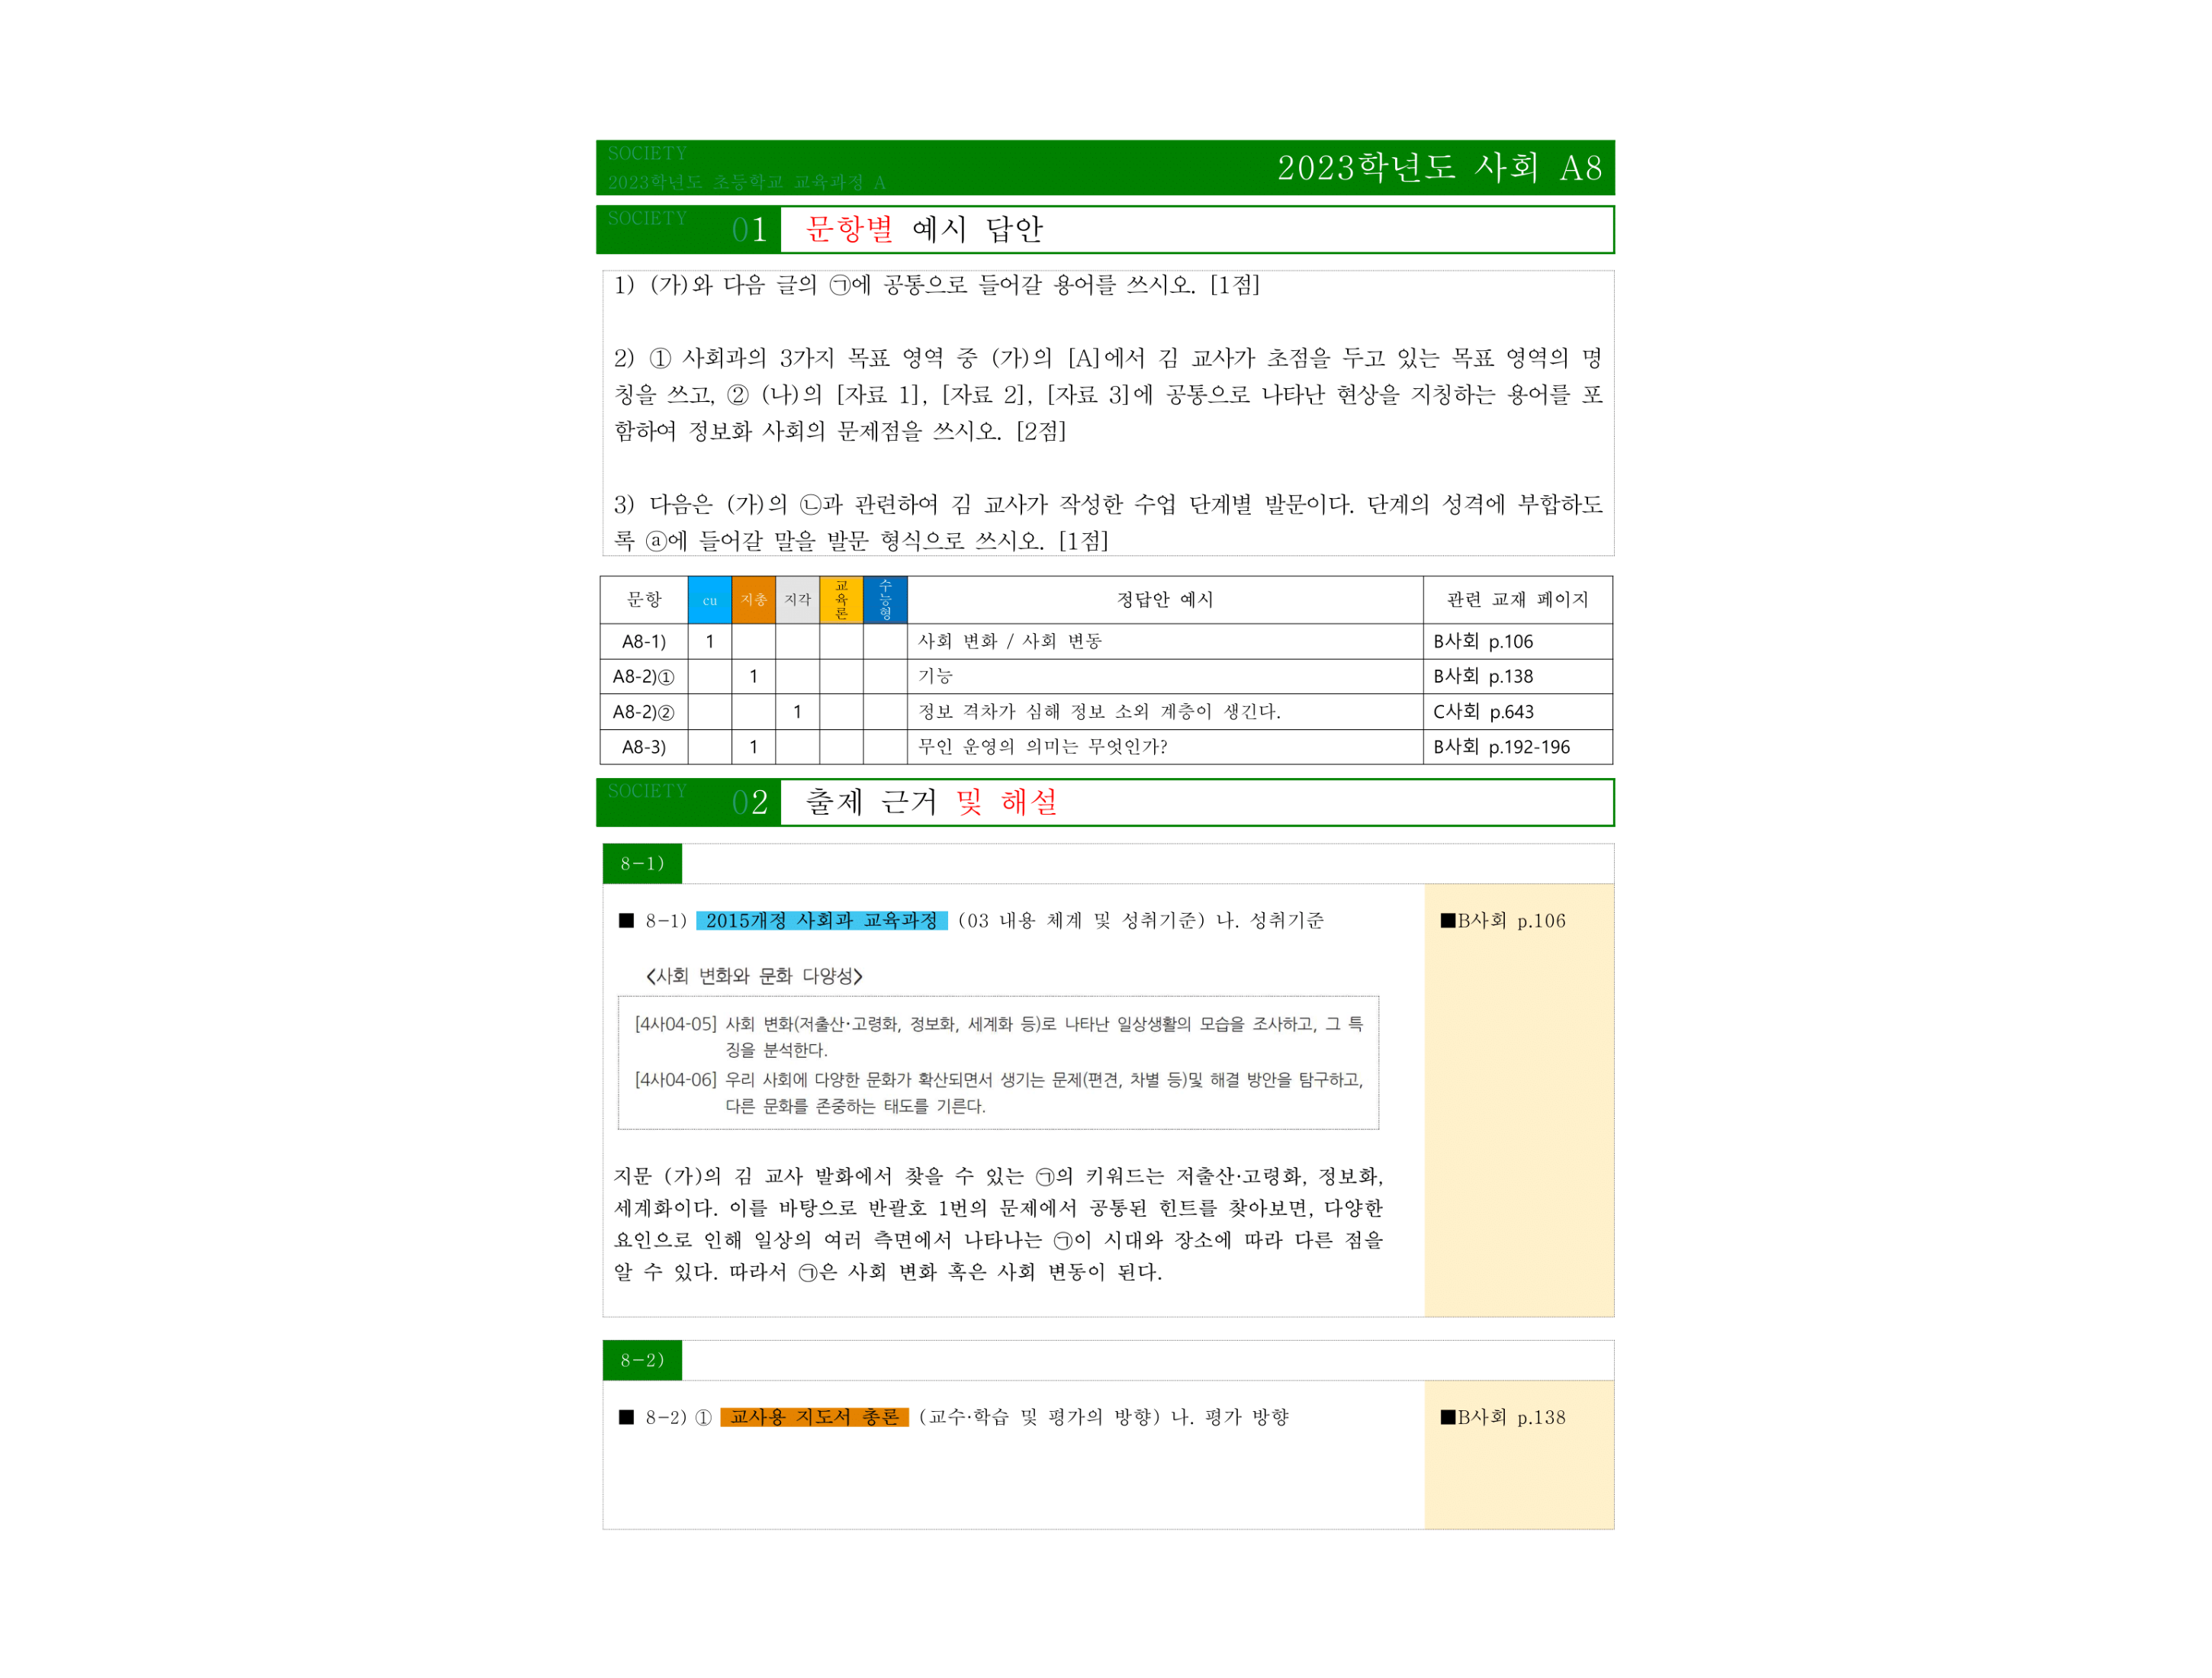 SOCIETY
2023학년도 초등학교 교육과정 A
2023학년도 사회 A8
SOCIETY
01 문항별 예시 답안
1) (가)와 다음 글의 ㉠에 공통으로 들어갈 용어를 쓰시오. [1점]
2) ① 사회과의 3가지 목표 영역 중 (가)의 [A]에서 김 교사가 초점을 두고 있는 목표 영역의 명
칭을 쓰고, ② (나)의 [자료 1], [자료 2], [자료 3]에 공통으로 나타난 현상을 지칭하는 용어를 포
함하여 정보화 사회의 문제점을 쓰시오. [2점]
3) 다음은 (가)의 ㉡과 관련하여 김 교사가 작성한 수업 단계별 발문이다. 단계의 성격에 부합하도
록 ⓐ에 들어갈 말을 발문 형식으로 쓰시오. [1점]
문항 cu 지총 지각 교육론 수능형 정답안 예시 관련 교재 페이지
A8-1) 1 사회 변화 / 사회 변동 B사회 p.106
A8-2)① 1 기능 B사회 p.138
A8-2)② 1 정보 격차가 심해 정보 소외 계층이 생긴다. C사회 p.643
A8-3) 1 무인 운영의 의미는 무엇인가? B사회 p.192-196
SOCIETY
02 출제 근거 및 해설
8-1)
■ 8-1) 2015개정 사회과 교육과정 (03 내용 체계 및 성취기준) 나. 성취기준
■B사회 p.106
<사회 변화와 문화 다양성>
[4사04-05] 사회 변화(저출산·고령화, 정보화, 세계화 등)로 나타난 일상생활의 모습을 조사하고, 그 특
징을 분석한다.
[4사04-06] 우리 사회에 다양한 문화가 확산되면서 생기는 문제(편견, 차별 등)및 해결 방안을 탐구하고,
다른 문화를 존중하는 태도를 기른다.
지문 (가)의 김 교사 발화에서 찾을 수 있는 ㉠의 키워드는 저출산·고령화, 정보화,
세계화이다. 이를 바탕으로 반괄호 1번의 문제에서 공통된 힌트를 찾아보면, 다양한
요인으로 인해 일상의 여러 측면에서 나타나는 ㉠이 시대와 장소에 따라 다른 점을
알 수 있다. 따라서 ㉠은 사회 변화 혹은 사회 변동이 된다.
8-2)
■ 8-2) ① 교사용 지도서 총론 (교수·학습 및 평가의 방향) 나. 평가 방향
■B사회 p.138